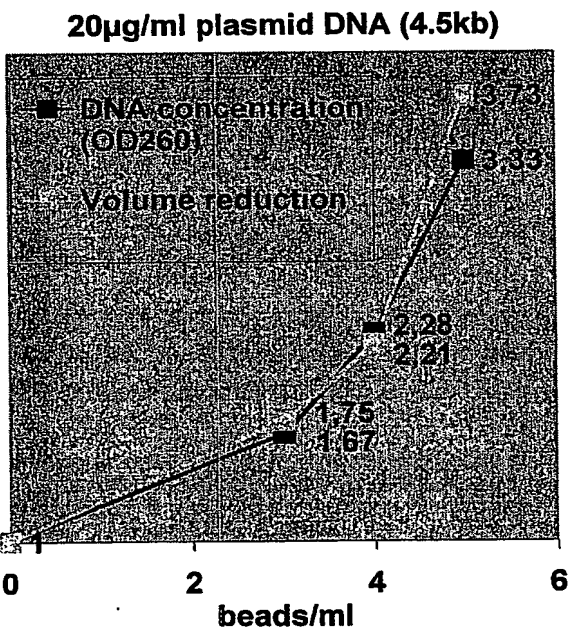 20µg/ml plasmid DNA (4.5kb)
DNA concentration
(OD260)
Volume reduction
3,73
3,33
2,28
2,21
1,75
1,67
1
0
2
4
6
beads/ml